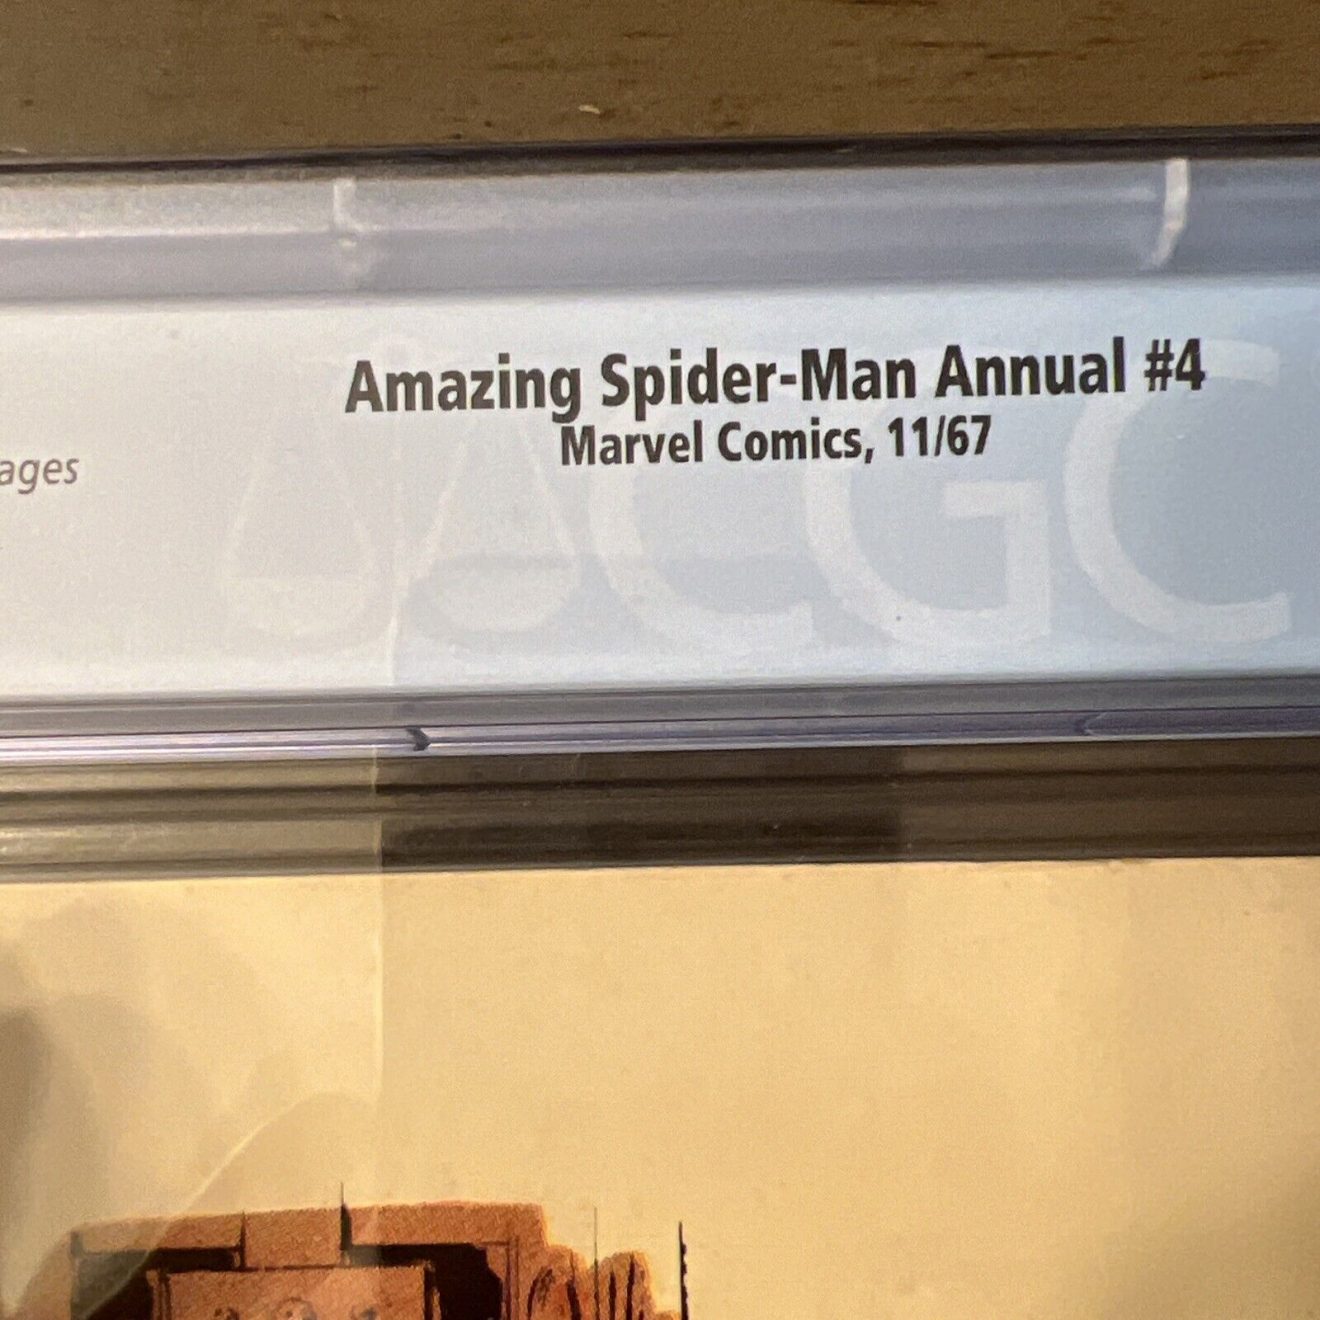 Amazing Spider-Man Annual #4
Marvel Comics, 11/67
ages
CGC